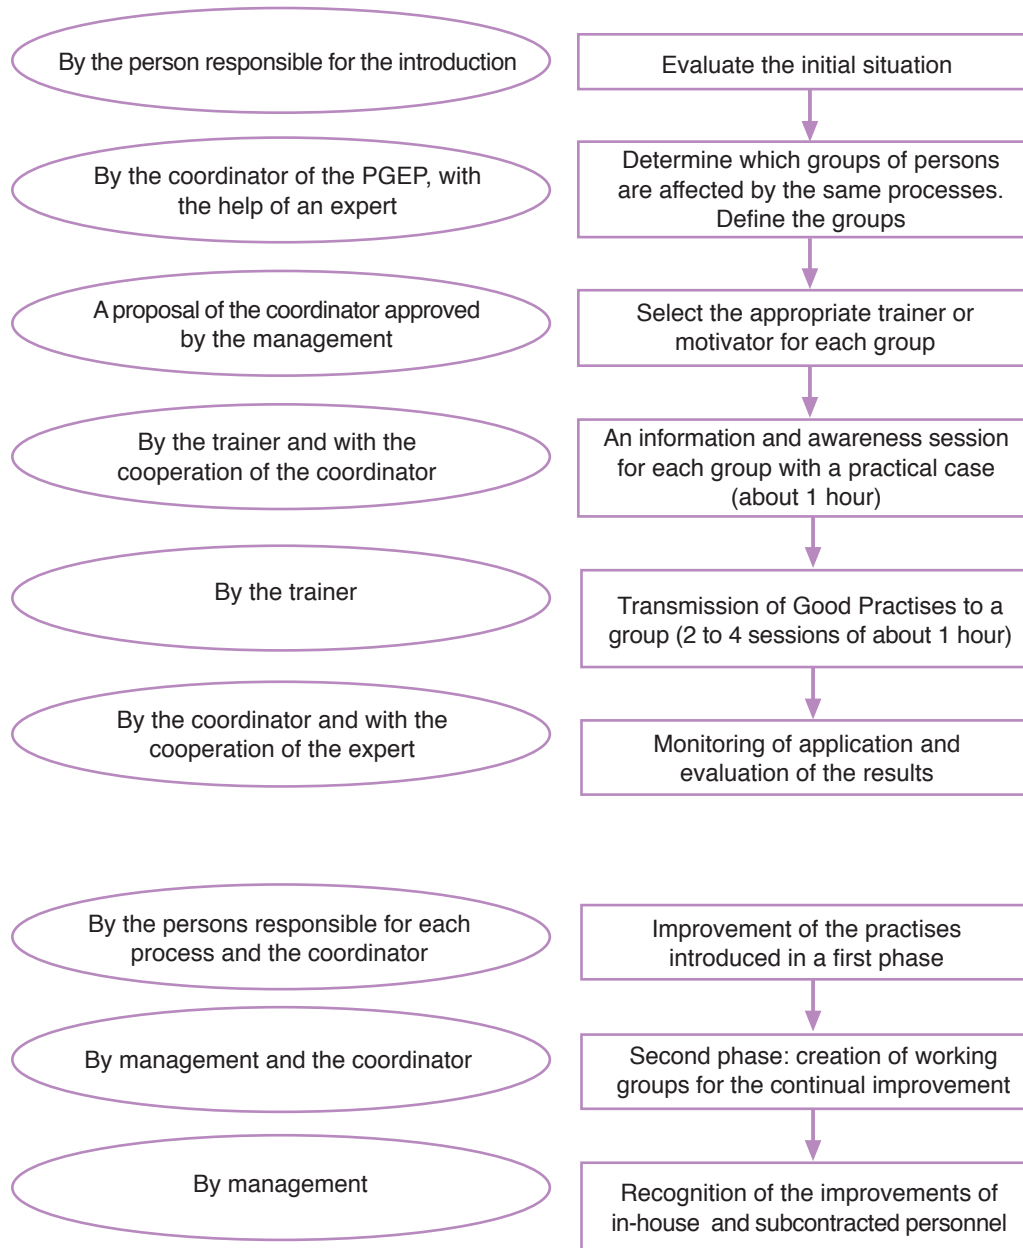 By the person responsible for the introduction
Evaluate the initial situation
By the coordinator of the PGEP, with
the help of an expert
Determine which groups of persons
are affected by the same processes.
Define the groups
A proposal of the coordinator approved
by the management
Select the appropriate trainer or
motivator for each group
By the trainer and with the
cooperation of the coordinator
An information and awareness session
for each group with a practical case
(about 1 hour)
By the trainer
Transmission of Good Practises to a
group (2 to 4 sessions of about 1 hour)
By the coordinator and with the
cooperation of the expert
Monitoring of application and
evaluation of the results
By the persons responsible for each
process and the coordinator
Improvement of the practises
introduced in a first phase
By management and the coordinator
Second phase: creation of working
groups for the continual improvement
By management
Recognition of the improvements of
in-house and subcontracted personnel